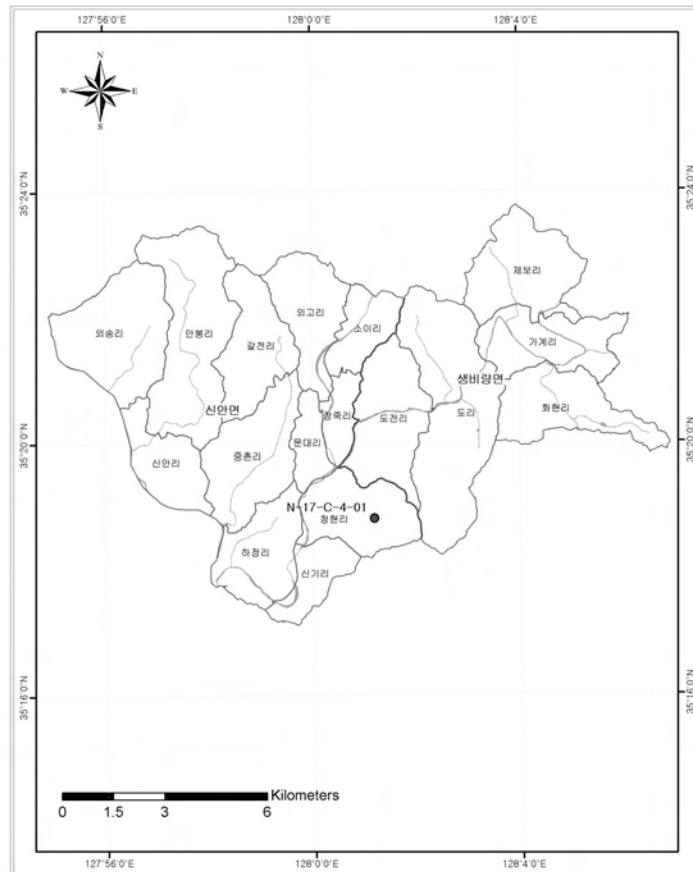 127°56'0"E 128°0'0"E 128°4'0"E
N
W E
S
35°24'0"N 35°24'0"N
제보리
외고리
소이리
외송리
안봉리
갈전리
가계리
생비량면
화현리
신안면
장죽리
도전리
도리
35°20'0"N 35°20'0"N
문대리
중촌리
신안리
N-17-C-4-01
청현리
하정리
신기리
35°16'0"N 35°16'0"N
Kilometers
0 1.5 3 6
127°56'0"E 128°0'0"E 128°4'0"E